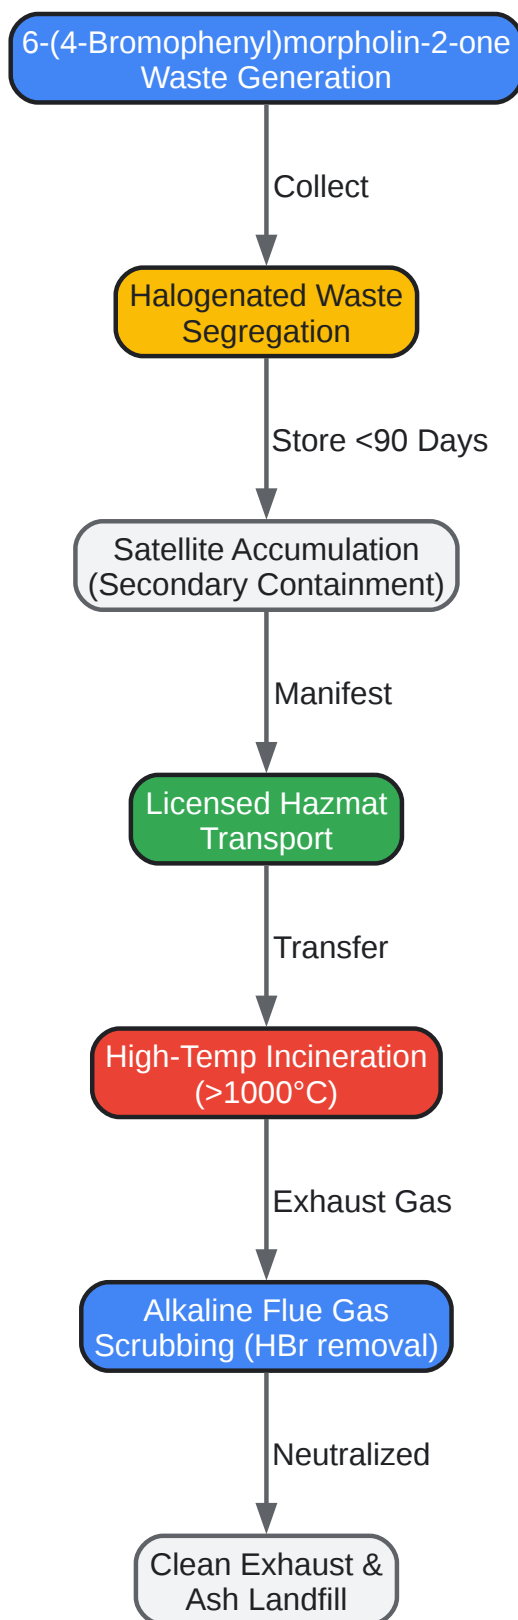 6-(4-Bromophenyl)morpholin-2-one
Waste Generation
Collect
Halogenated Waste
Segregation
Store <90 Days
Satellite Accumulation
(Secondary Containment)
Manifest
Licensed Hazmat
Transport
Transfer
High-Temp Incineration
(>1000°C)
Exhaust Gas
Alkaline Flue Gas
Scrubbing (HBr removal)
Neutralized
Clean Exhaust &
Ash Landfill